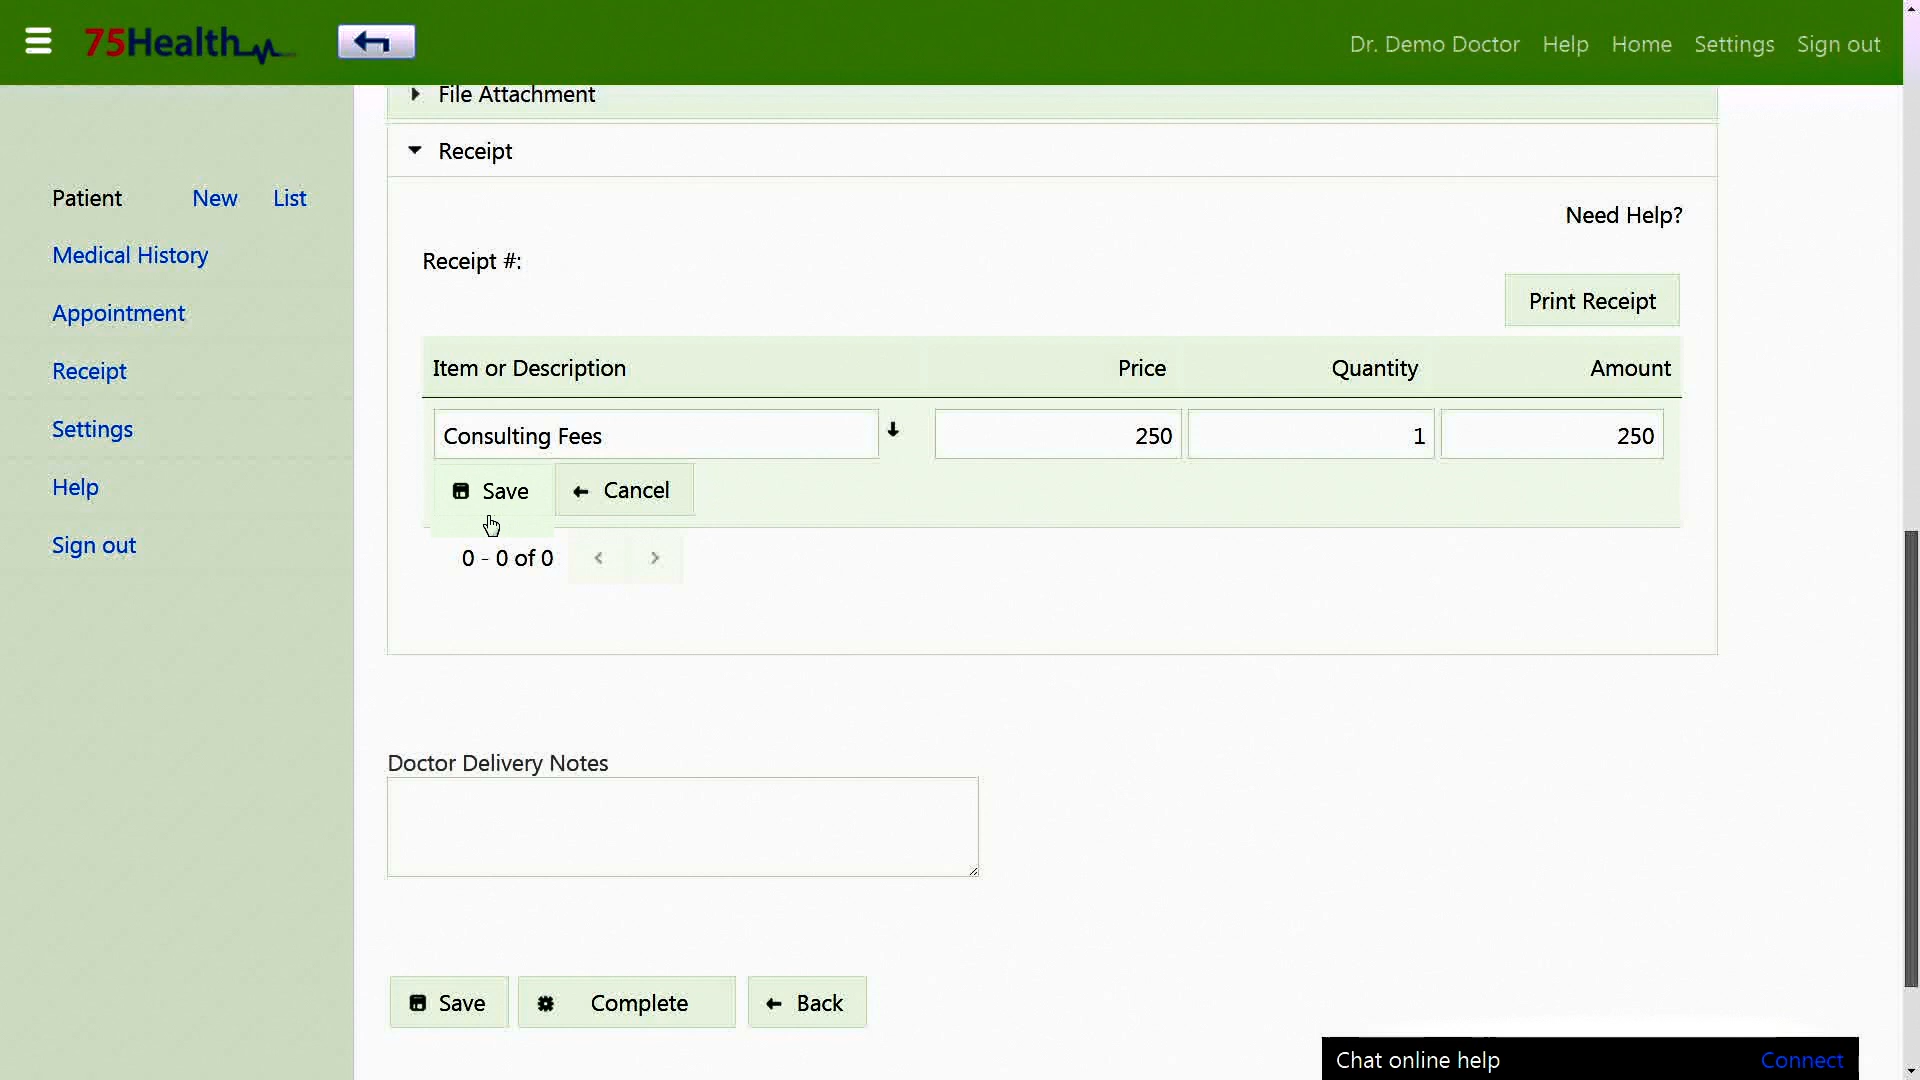 75Health
Dr. Demo Doctor Help Home Settings Sign out
File Attachment
Receipt
Patient New List
Medical History
Appointment
Receipt
Settings
Help
Sign out
Need Help?
Receipt #:
Print Receipt
Item or Description Price Quantity Amount
Consulting Fees 250 1 250
Save Cancel
0 - 0 of 0
Doctor Delivery Notes
Save Complete Back
Chat online help Connect